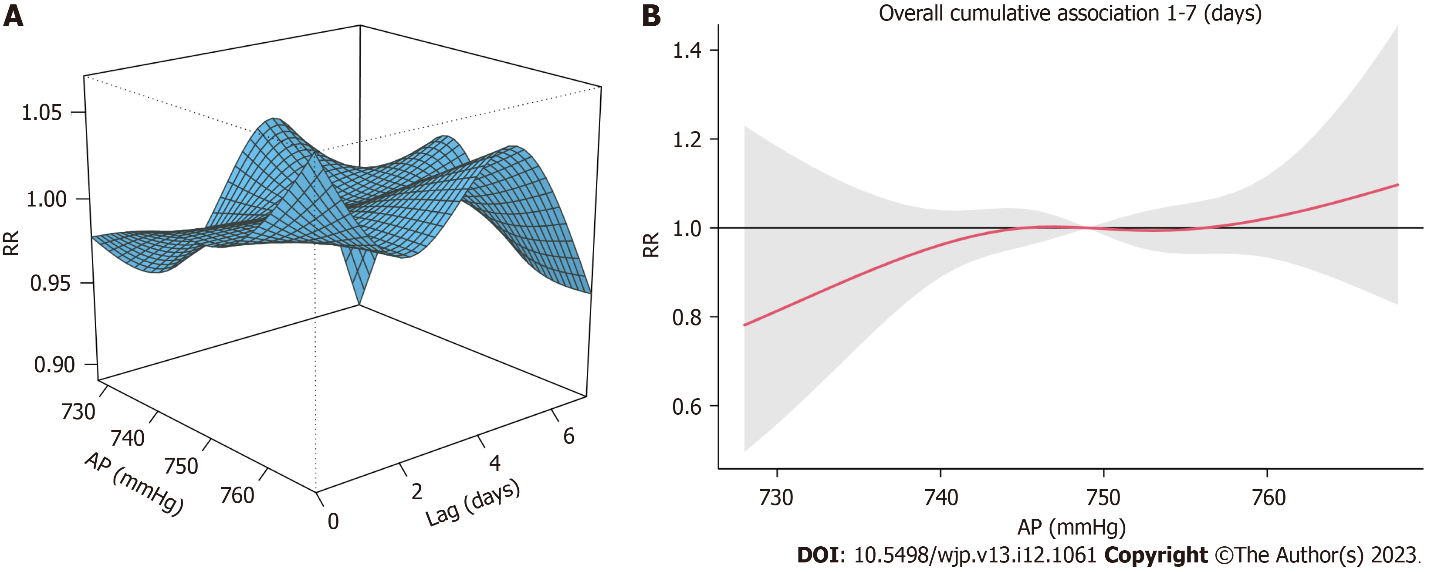 A
1.05
1.00
0.95
0.90
RR
730
740
750
760
AP (mmHg)
0
2
4
6
Lag (days)
B
Overall cumulative association 1-7 (days)
1.4
1.2
1.0
0.8
0.6
RR
730
740
750
760
AP (mmHg)
DOI: 10.5498/wjp.v13.i12.1061 Copyright ©The Author(s) 2023.